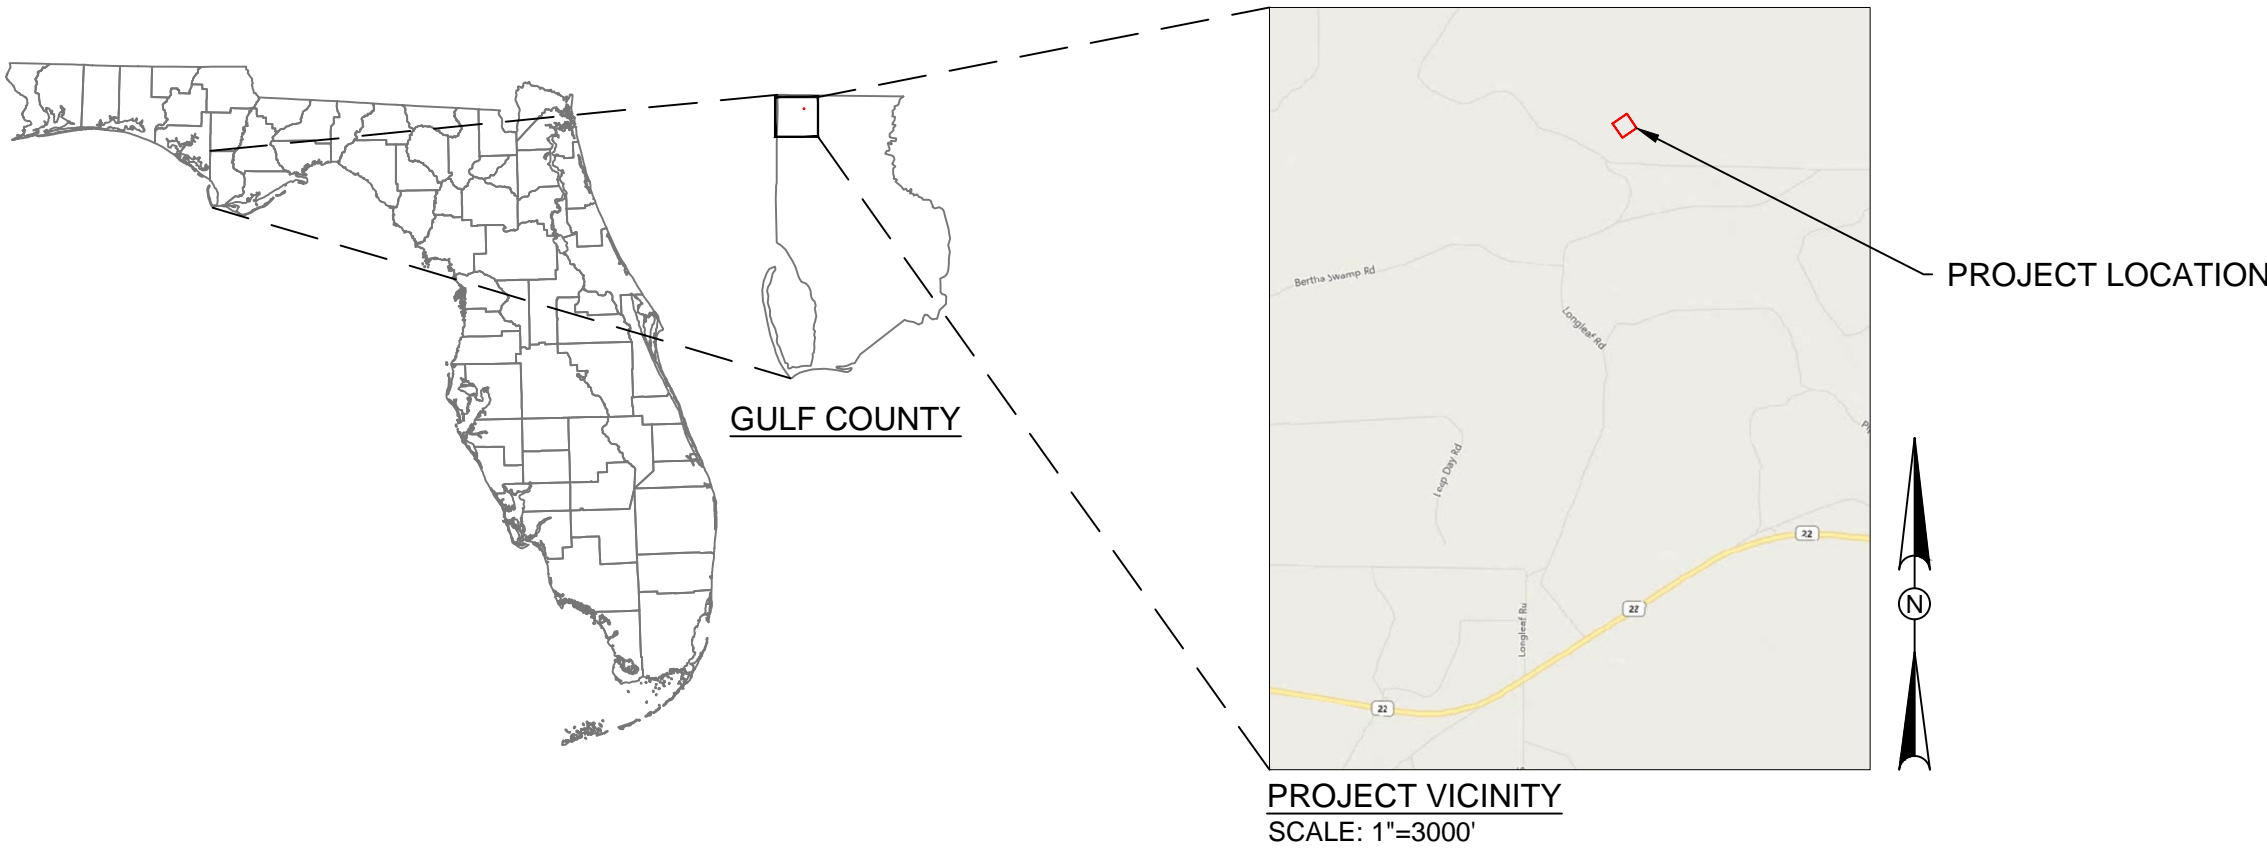 PROJECT LOCATION
Bertha Swamp Rd
Longleaf Rd
GULF COUNTY
Leap Day Rd
22
22
N
Longleaf Rd
22
PROJECT VICINITY
SCALE: 1"=3000'